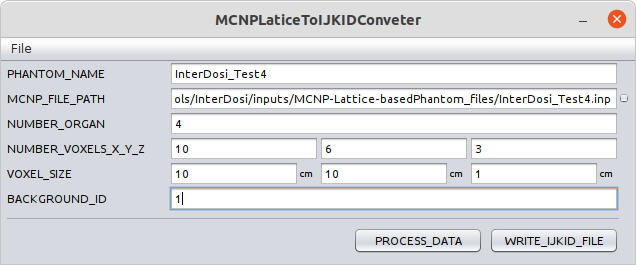 MCNPLaticeToIJKIDConveter
File
PHANTOM_NAME InterDosi_Test4
MCNP_FILE_PATH ols/InterDosi/inputs/MCNP-Lattice-basedPhantom_files/InterDosi_Test4.inp
NUMBER_ORGAN 4
NUMBER_VOXELS_X_Y_Z 10 6 3
VOXEL_SIZE 10 cm 10 cm 1 cm
BACKGROUND_ID 1
PROCESS_DATA WRITE_IJKID_FILE